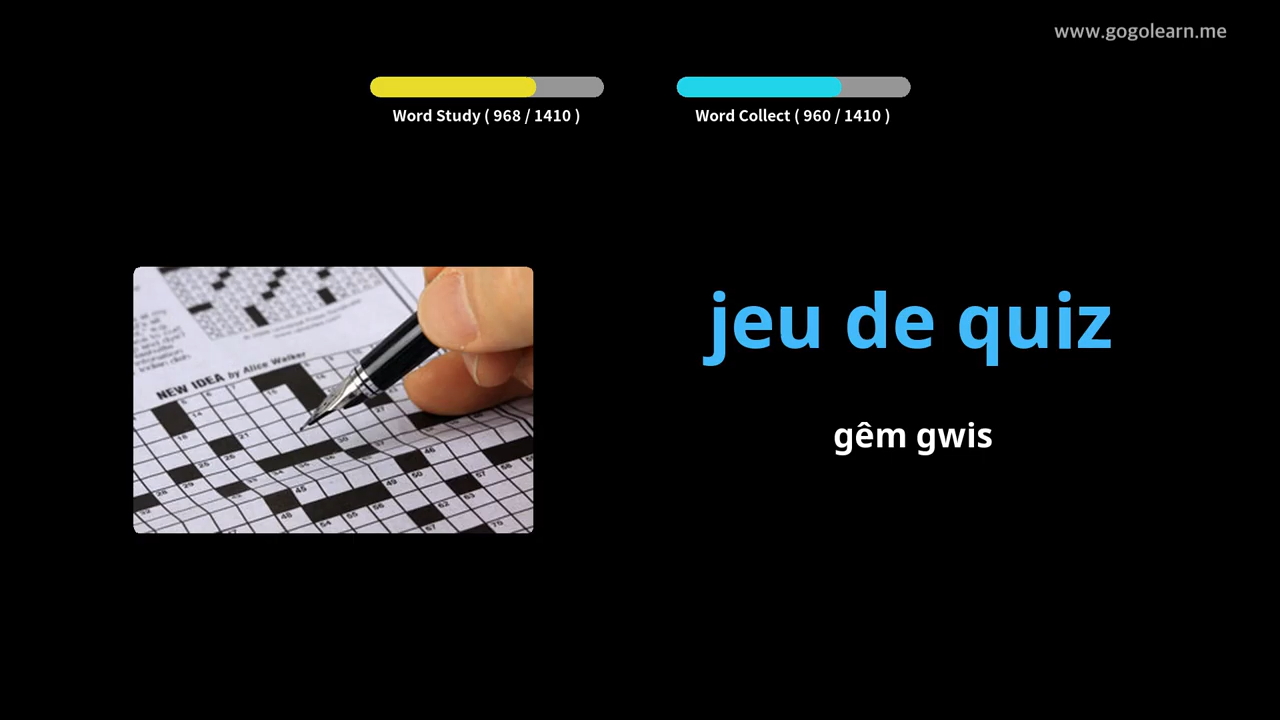 www.gogolearn.me
Word Study ( 968 / 1410 )
Word Collect ( 960 / 1410 )
NEW IDEA by Alice Walker
jeu de quiz
gêm gwis